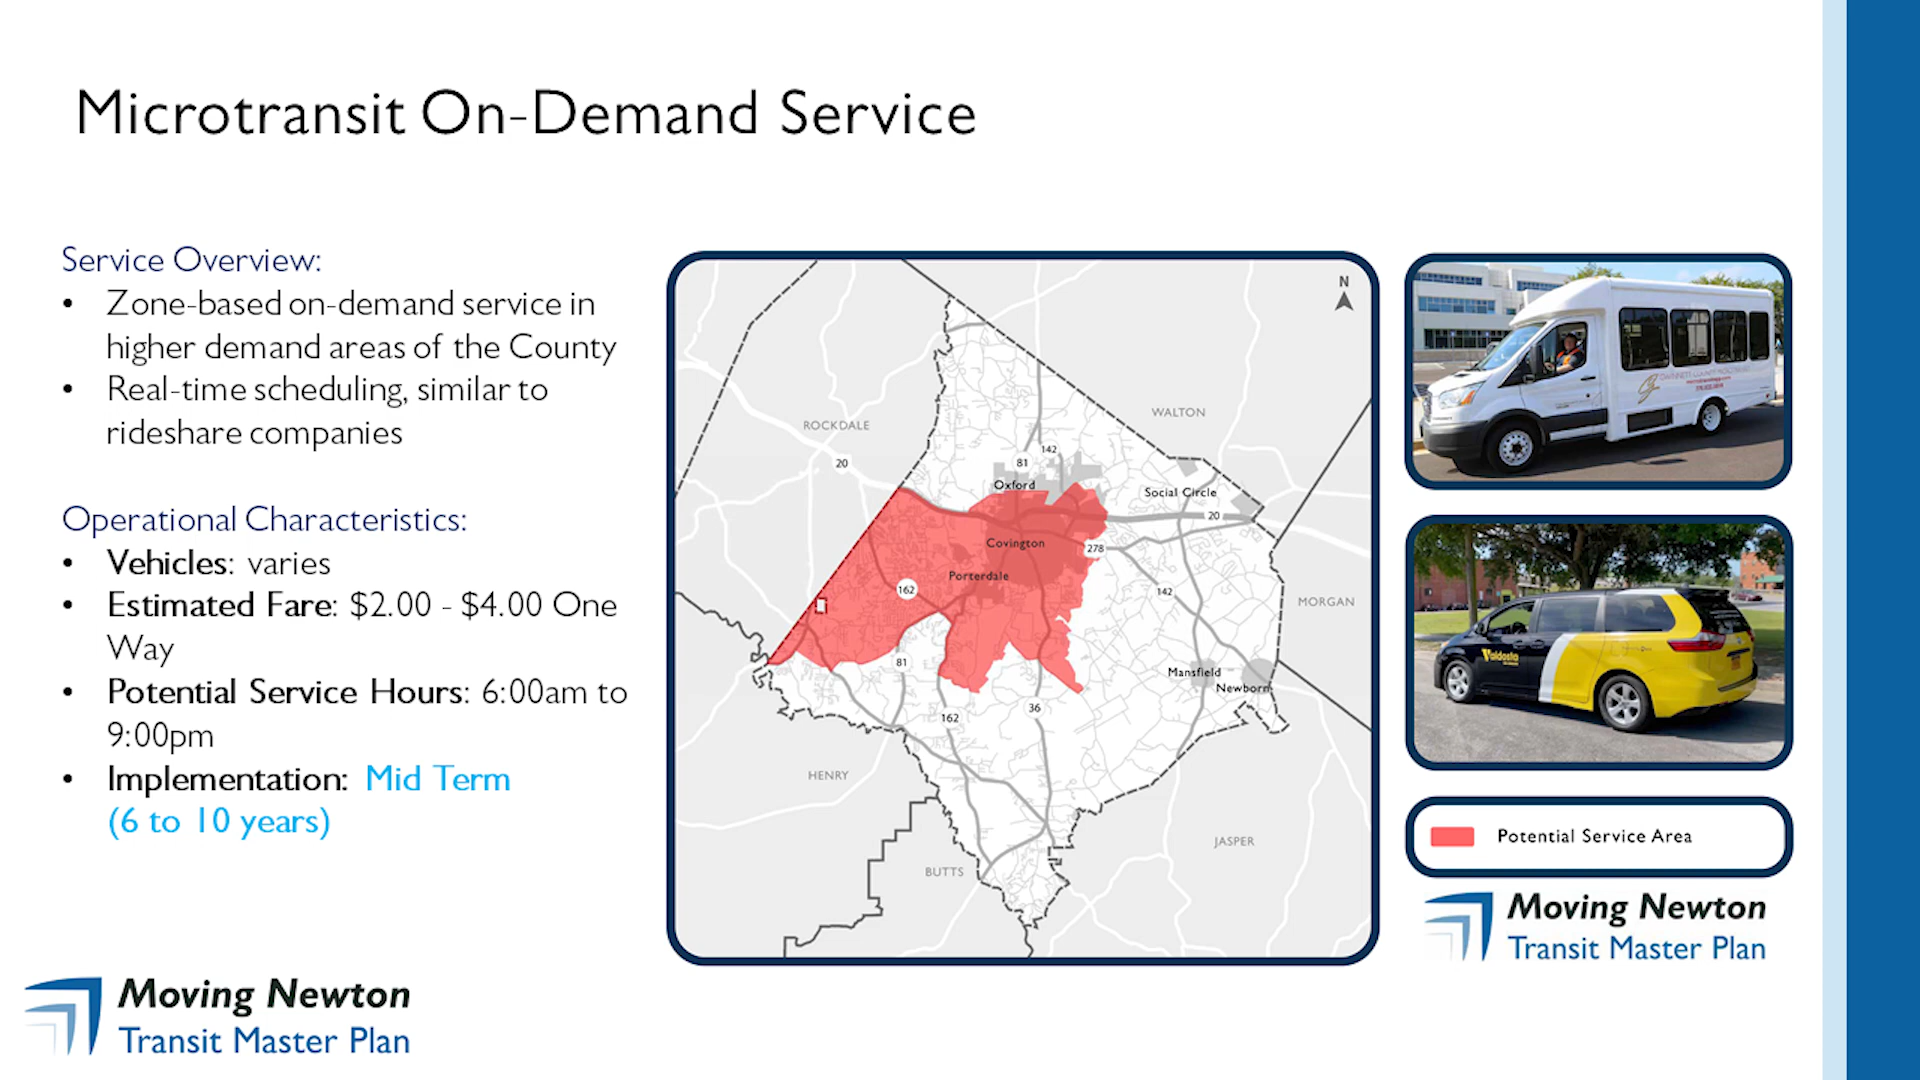 Microtransit On-Demand Service
Service Overview:
• Zone-based on-demand service in
higher demand areas of the County
• Real-time scheduling, similar to
rideshare companies
Operational Characteristics:
• Vehicles: varies
• Estimated Fare: $2.00 - $4.00 One
Way
• Potential Service Hours: 6:00am to
9:00pm
• Implementation: Mid Term
(6 to 10 years)
N
WALTON
ROCKDALE
142
81
20
Oxford
Social Circle
20
Covington
278
Porterdale
162
142
MORGAN
81
Mansfield
Newborn
36
162
HENRY
JASPER
BUTTS
Valdosta
Potential Service Area
Moving Newton
Transit Master Plan
Moving Newton
Transit Master Plan